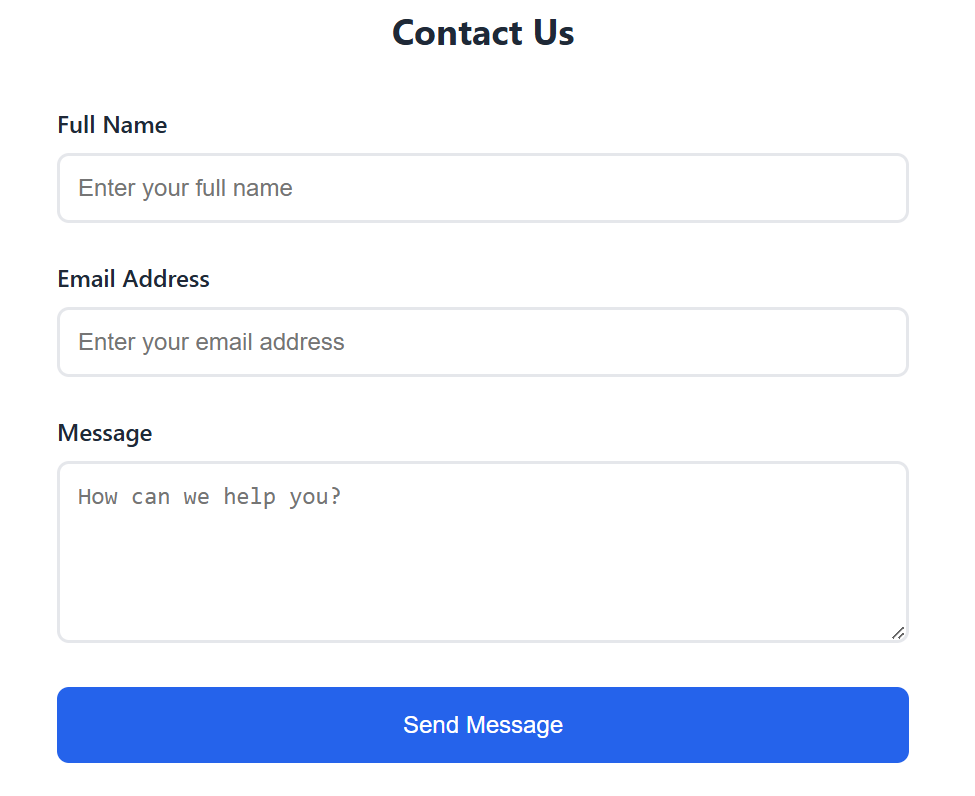 Contact Us
Full Name
Enter your full name
Email Address
Enter your email address
Message
How can we help you?
Send Message